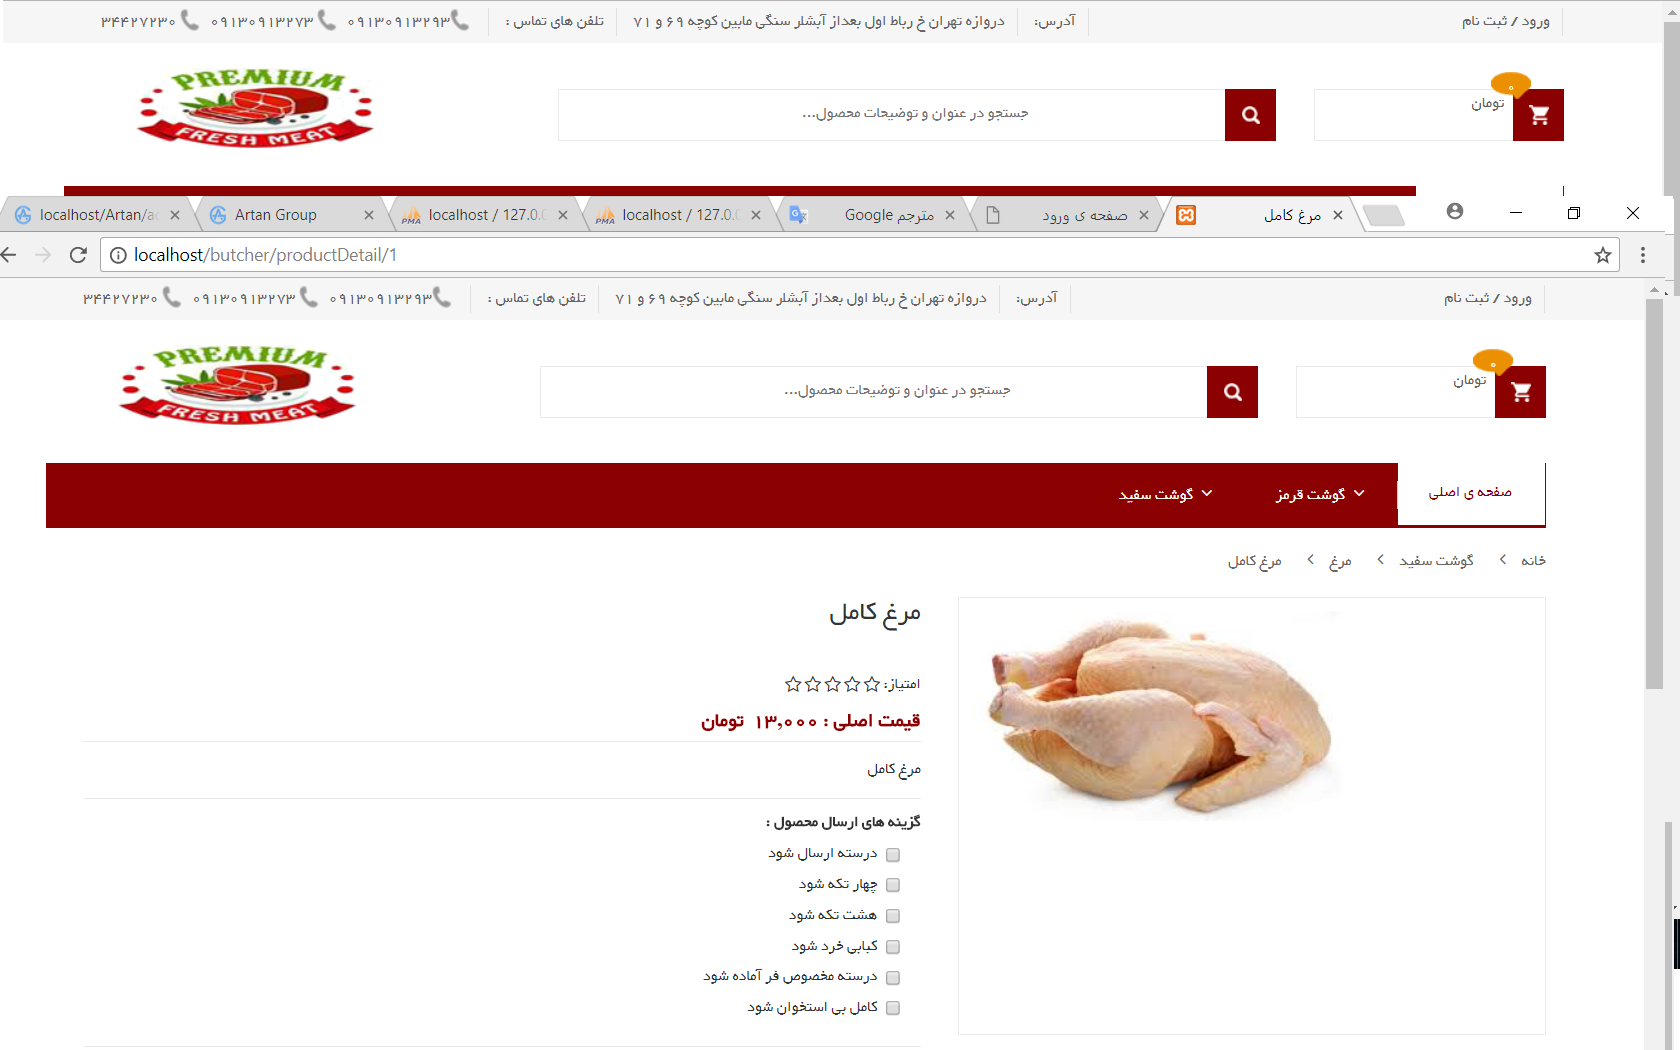 ورود / ثبت نام
آدرس: دروازه تهران خ رباط اول بعداز آبشار سنگی مابین کوچه ۶۹ و ۷۱
تلفن های تماس : ۰۹۱۳۰۹۱۳۲۹۳ ۰۹۱۳۰۹۱۳۲۷۳ ۳۴۴۲۷۲۳۰
۰
تومان
جستجو در عنوان و توضیحات محصول...
PREMIUM
FRESH MEAT
localhost/Artan/a
Artan Group
localhost / 127.0.0
localhost / 127.0.0
مترجم Google
صفحه ی ورود
مرغ کامل
localhost/butcher/productDetail/1
ورود / ثبت نام
آدرس: دروازه تهران خ رباط اول بعداز آبشار سنگی مابین کوچه ۶۹ و ۷۱
تلفن های تماس : ۰۹۱۳۰۹۱۳۲۹۳ ۰۹۱۳۰۹۱۳۲۷۳ ۳۴۴۲۷۲۳۰
۰
تومان
جستجو در عنوان و توضیحات محصول...
PREMIUM
FRESH MEAT
صفحه ی اصلی
گوشت قرمز
گوشت سفید
خانه > گوشت سفید > مرغ > مرغ کامل
مرغ کامل
امتیاز:
قیمت اصلی : ۱۳,۰۰۰ تومان
مرغ کامل
گزینه های ارسال محصول :
درسته ارسال شود
چهار تکه شود
هشت تکه شود
کبابی خرد شود
درسته مخصوص فر آماده شود
کامل بی استخوان شود